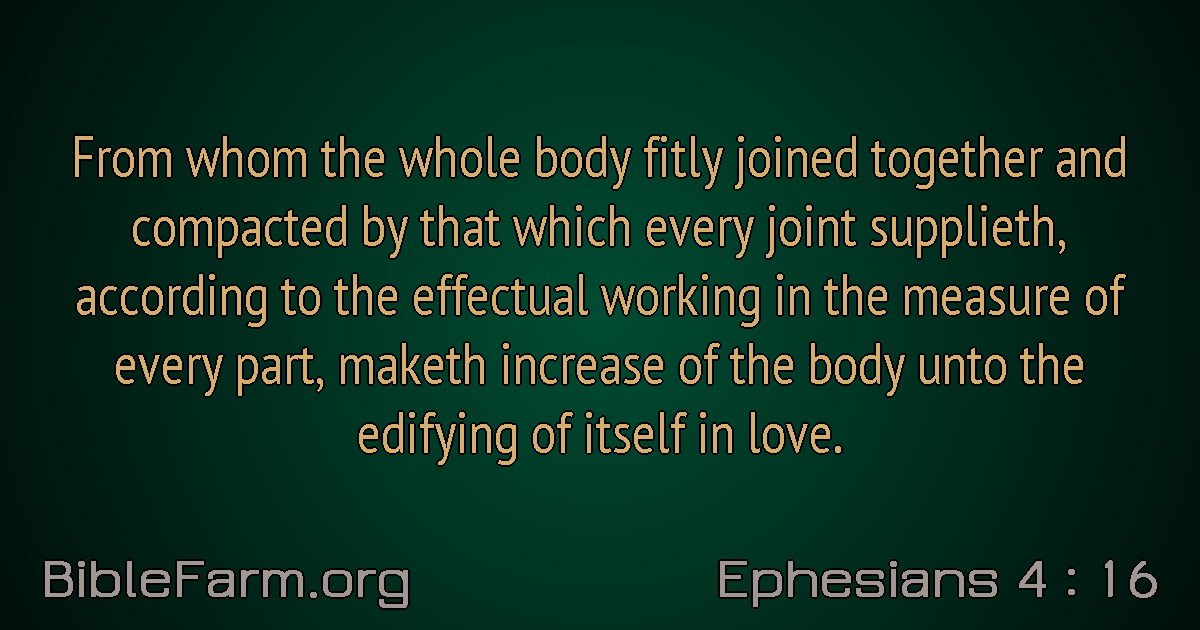 From whom the whole body fitly joined together and
compacted by that which every joint supplieth,
according to the effectual working in the measure of
every part, maketh increase of the body unto the
edifying of itself in love.
BibleFarm.org
Ephesians 4 : 16